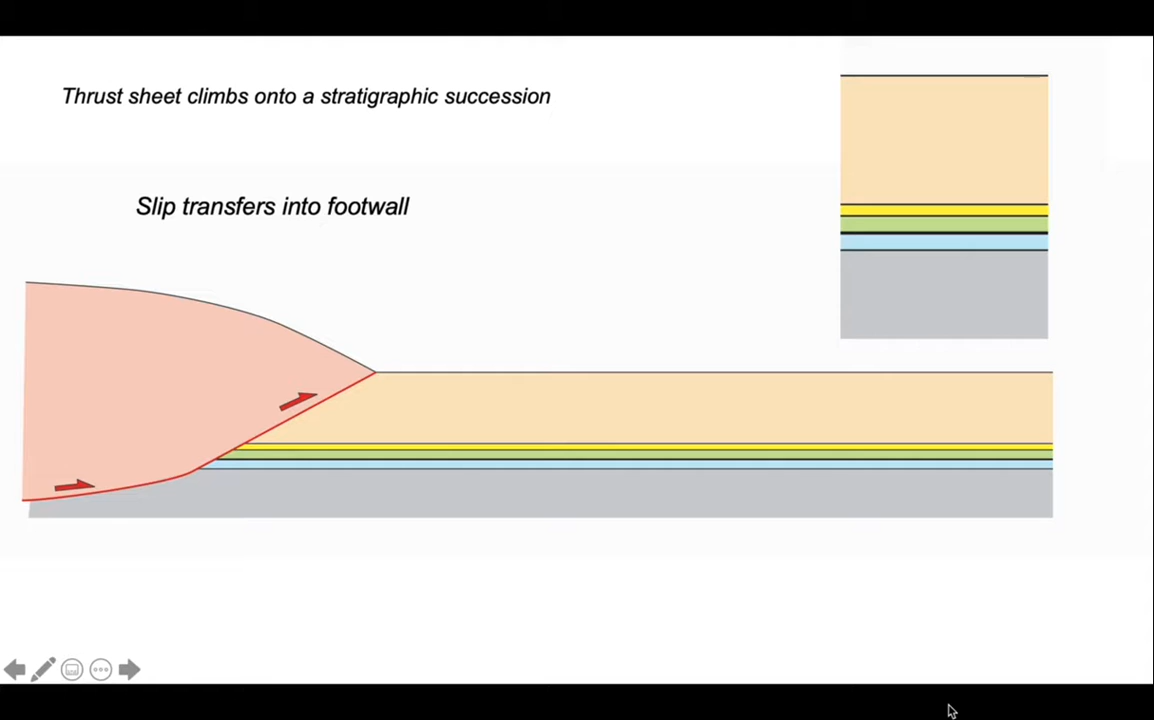 Thrust sheet climbs onto a stratigraphic succession
Slip transfers into footwall